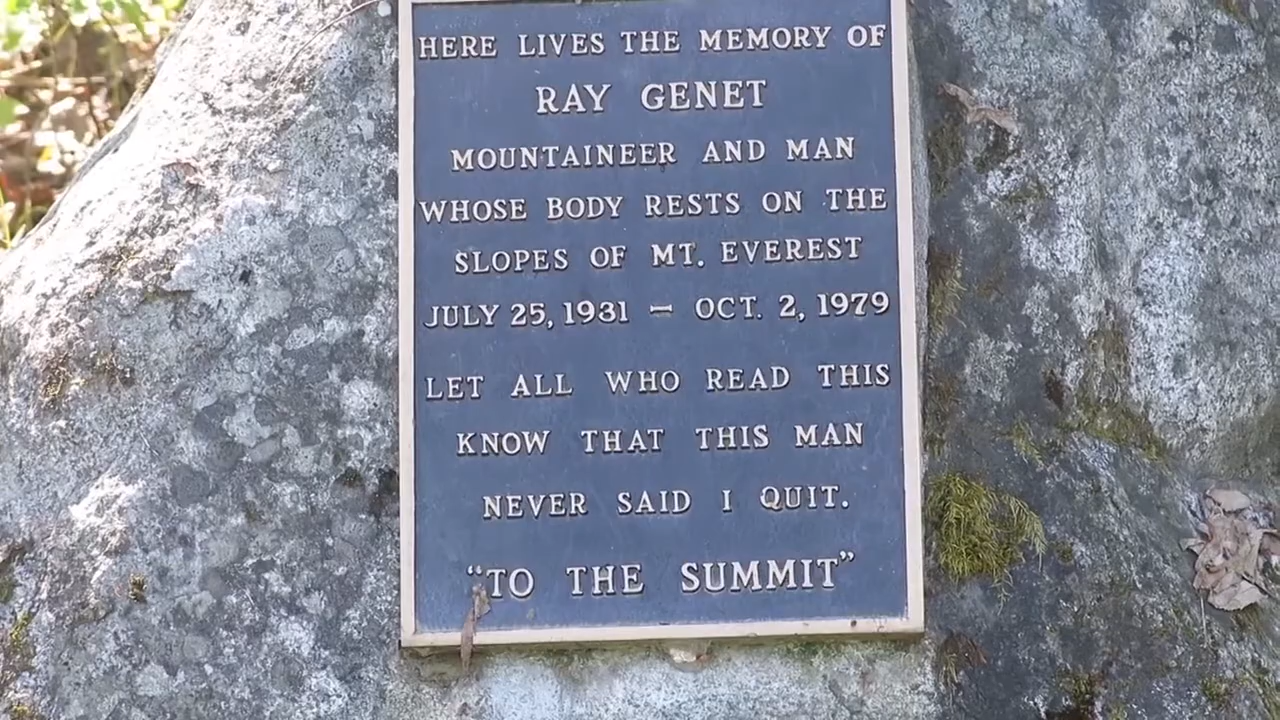 HERE LIVES THE MEMORY OF
RAY GENET
MOUNTAINEER AND MAN
WHOSE BODY RESTS ON THE
SLOPES OF MT. EVEREST
JULY 25, 1931 - OCT. 2, 1979
LET ALL WHO READ THIS
KNOW THAT THIS MAN
NEVER SAID I QUIT.
“TO THE SUMMIT”